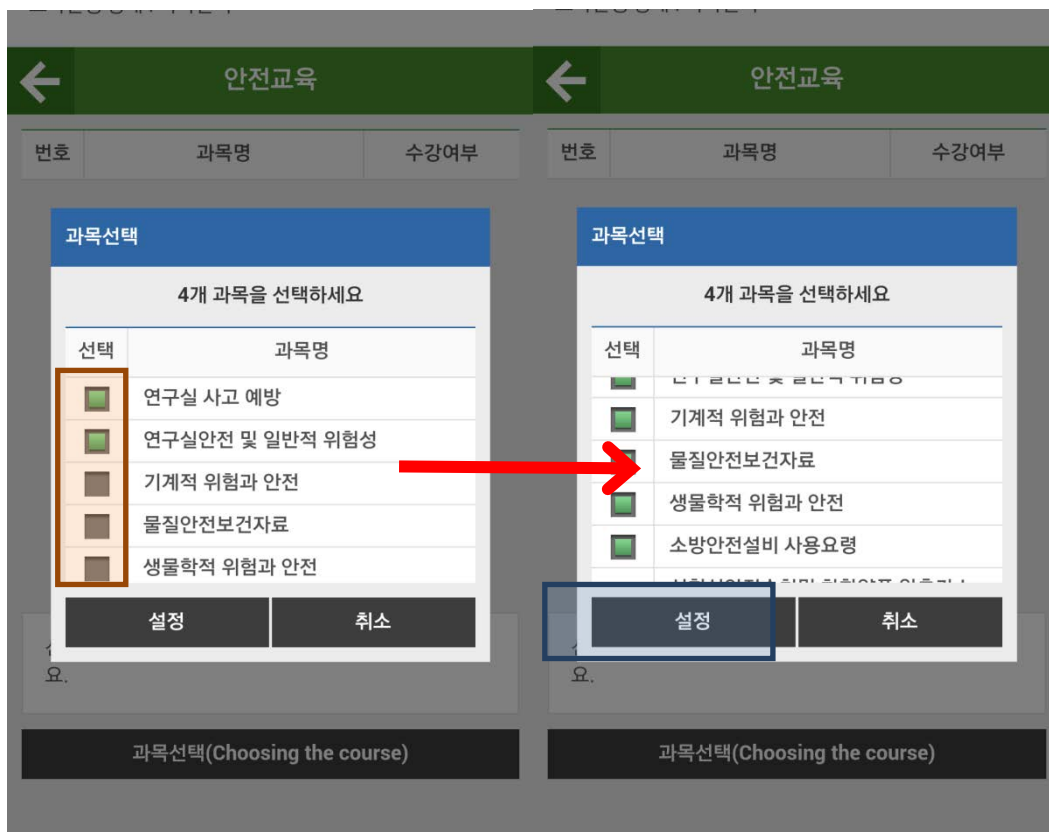 안전교육
번호 과목명 수강여부
과목선택
4개 과목을 선택하세요
선택 과목명
연구실 사고 예방
연구실안전 및 일반적 위험성
기계적 위험과 안전
물질안전보건자료
생물학적 위험과 안전
설정 취소
요.
과목선택(Choosing the course)
안전교육
번호 과목명 수강여부
과목선택
4개 과목을 선택하세요
선택 과목명
기계적 위험과 안전
물질안전보건자료
생물학적 위험과 안전
소방안전설비 사용요령
설정 취소
요.
과목선택(Choosing the course)